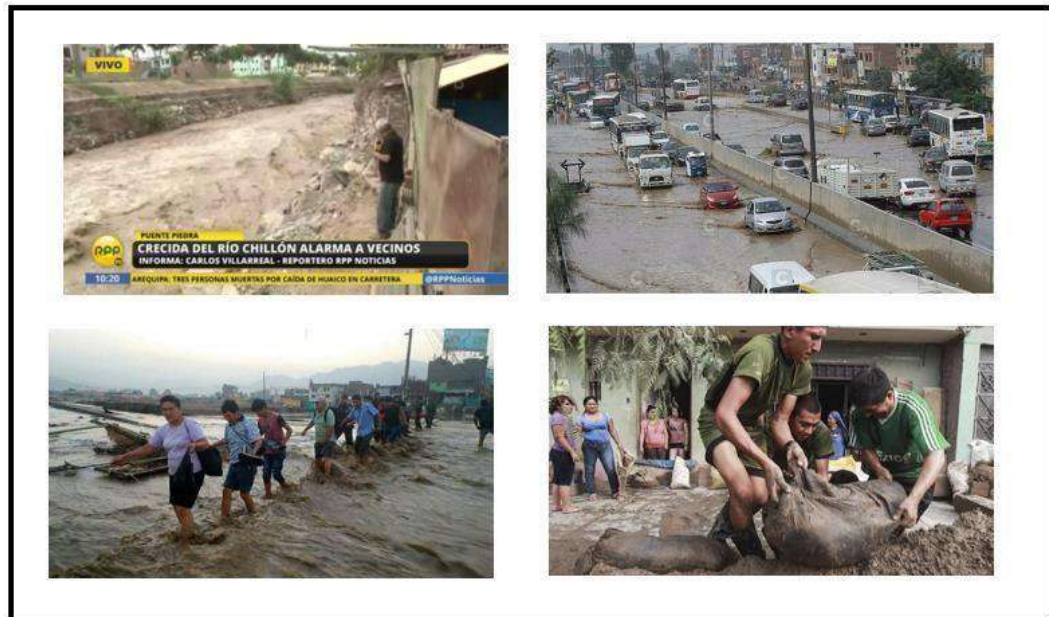 VIVO
PUENTE PIEDRA
CRECIDA DEL RÍO CHILLÓN ALARMA A VECINOS
INFORMA: CARLOS VILLARREAL - REPORTERO RPP NOTICIAS
RPP
10:20 AREQUIPA: TRES PERSONAS MUERTAS POR CAÍDA DE HUAICO EN CARRETERA @RPPNoticias